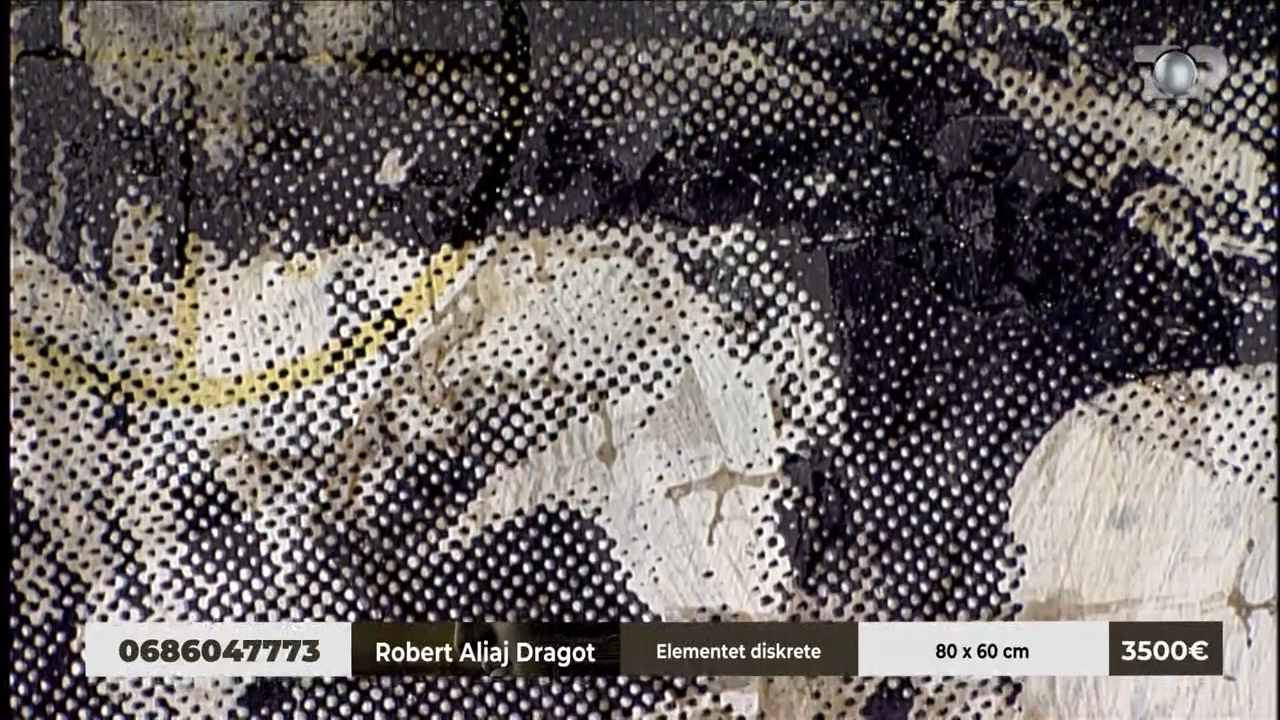 0686047773
Robert Aliaj Dragot
Elementet diskrete
80 x 60 cm
3500€